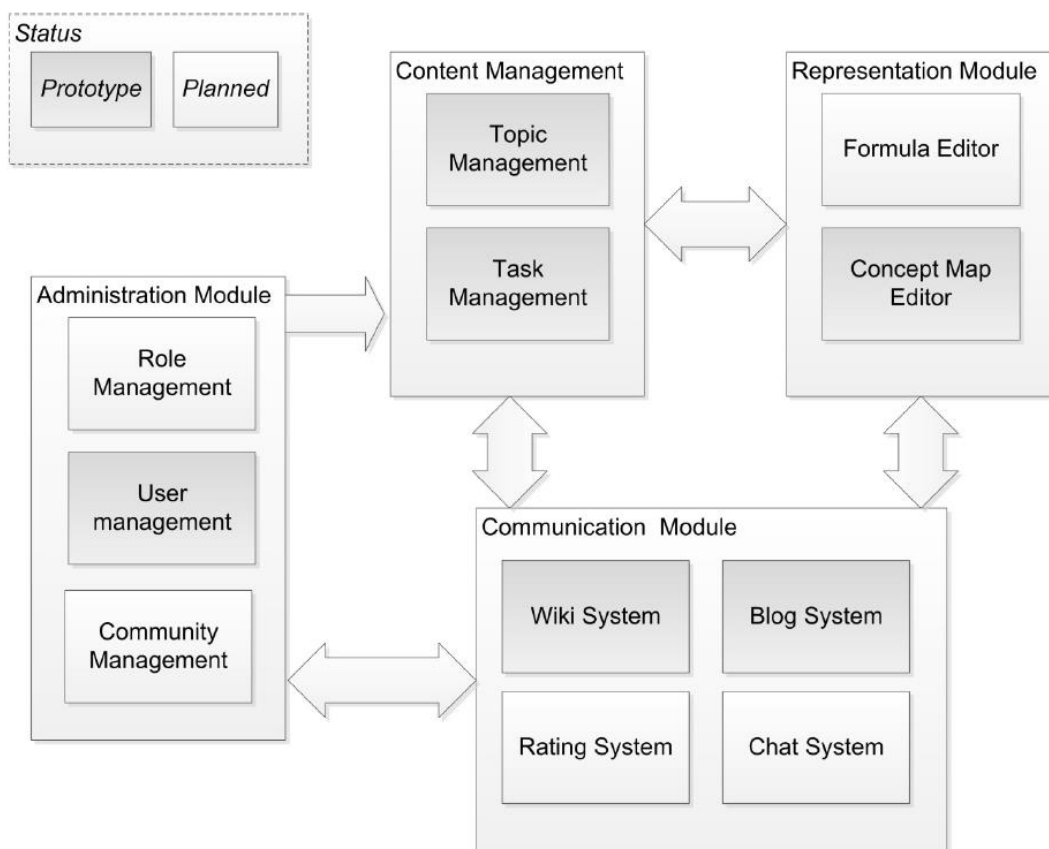 Status
Prototype
Planned
Content Management
Topic
Management
Task
Management
Representation Module
Formula Editor
Concept Map
Editor
Administration Module
Role
Management
User
management
Community
Management
Communication Module
Wiki System
Blog System
Rating System
Chat System